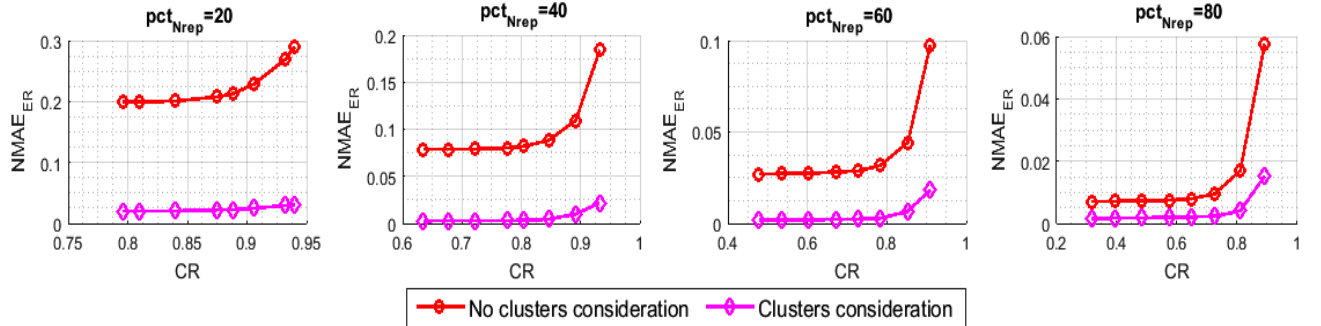 pct_Nrep=20
0.3
0.2
0.1
0
NMAE_ER
0.75 0.8 0.85 0.9 0.95
CR
pct_Nrep=40
0.2
0.15
0.1
0.05
0
NMAE_ER
0.6 0.7 0.8 0.9 1
CR
pct_Nrep=60
0.1
0.05
0
NMAE_ER
0.4 0.6 0.8 1
CR
pct_Nrep=80
0.06
0.04
0.02
0
NMAE_ER
0.2 0.4 0.6 0.8 1
CR
No clusters consideration Clusters consideration